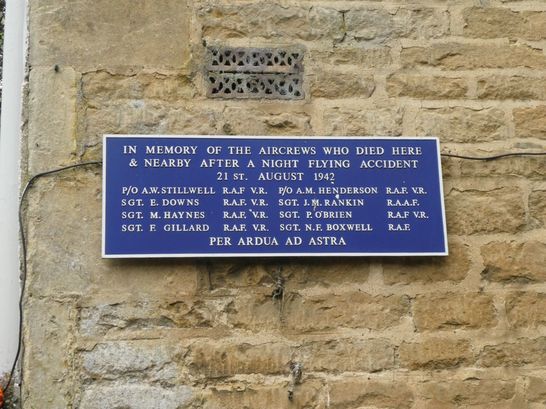 IN MEMORY OF THE AIRCREWS WHO DIED HERE
& NEARBY AFTER A NIGHT FLYING ACCIDENT
21 ST. AUGUST 1942
P/O A.W. STILLWELL R.A.F V.R. P/O A.M. HENDERSON R.A.F. V.R.
SGT. E. DOWNS R.A.F. V.R. SGT. J.M. RANKIN R.A.A.F.
SGT. M. HAYNES R.A.F. V.R. SGT. P. O'BRIEN R.A.F V.R.
SGT. F. GILLARD R.A.F. V.R. SGT. N.F. BOXWELL R.A.F.
PER ARDUA AD ASTRA